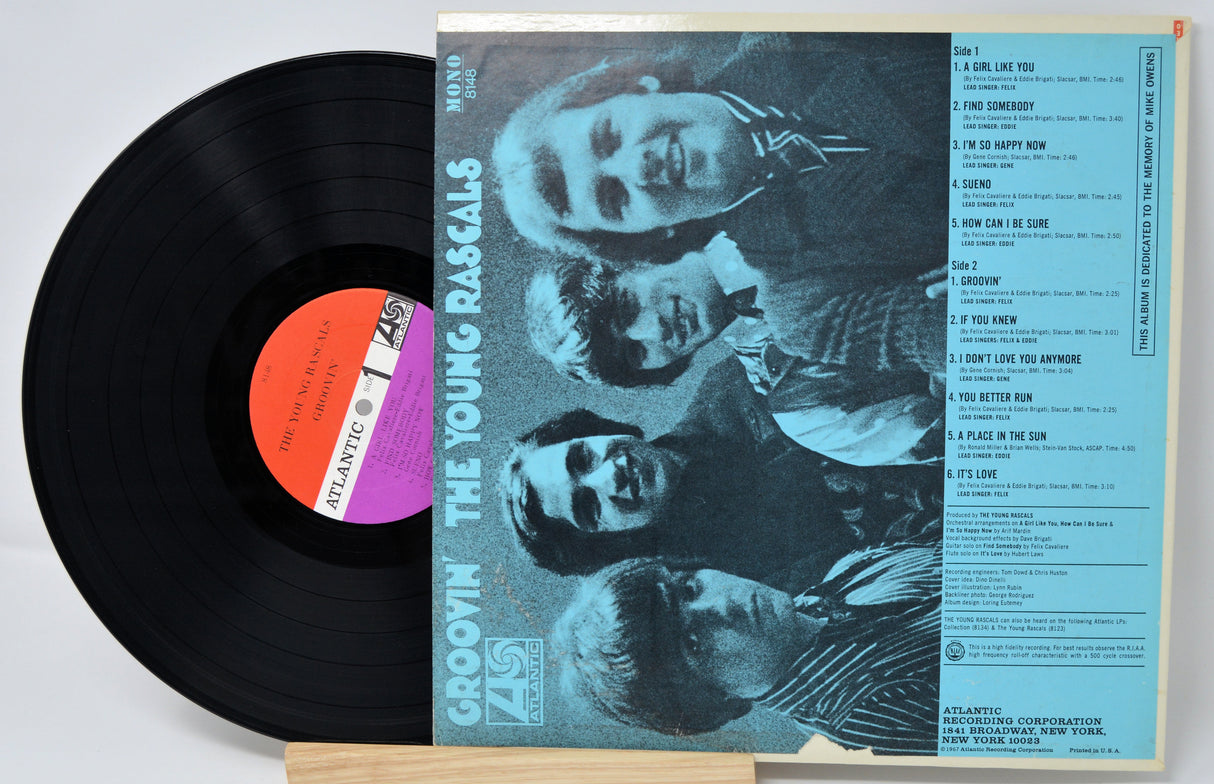 THE YOUNG RASCALS
GROOVIN'
8148
SIDE 1
ATLANTIC
ATLANTIC
MONO
8148
GROOVIN' THE YOUNG RASCALS
ATLANTIC
Side 1
1. A GIRL LIKE YOU
(By Felix Cavaliere & Eddie Brigati; Slacsar, BMI. Time: 2:46)
LEAD SINGER: FELIX
2. FIND SOMEBODY
(By Felix Cavaliere & Eddie Brigati; Slacsar, BMI. Time: 3:40)
LEAD SINGER: EDDIE
3. I'M SO HAPPY NOW
(By Gene Cornish; Slacsar, BMI. Time: 2:46)
LEAD SINGER: GENE
4. SUENO
(By Felix Cavaliere & Eddie Brigati; Slacsar, BMI. Time: 2:45)
LEAD SINGER: FELIX
5. HOW CAN I BE SURE
(By Felix Cavaliere & Eddie Brigati; Slacsar, BMI. Time: 2:50)
LEAD SINGER: EDDIE
Side 2
1. GROOVIN'
(By Felix Cavaliere & Eddie Brigati; Slacsar, BMI. Time: 2:25)
LEAD SINGER: FELIX
2. IF YOU KNEW
(By Felix Cavaliere & Eddie Brigati; Slacsar, BMI. Time: 3:01)
LEAD SINGERS: FELIX & EDDIE
3. I DON'T LOVE YOU ANYMORE
(By Gene Cornish; Slacsar, BMI. Time: 3:04)
LEAD SINGER: GENE
4. YOU BETTER RUN
(By Felix Cavaliere & Eddie Brigati; Slacsar, BMI. Time: 2:25)
LEAD SINGER: FELIX
5. A PLACE IN THE SUN
(By Ronald Miller & Brian Wells; Stein-Van Stock, ASCAP. Time: 4:50)
LEAD SINGER: EDDIE
6. IT'S LOVE
(By Felix Cavaliere & Eddie Brigati; Slacsar, BMI. Time: 3:10)
LEAD SINGER: FELIX
THIS ALBUM IS DEDICATED TO THE MEMORY OF MIKE OWENS
Produced by THE YOUNG RASCALS
Orchestral arrangements on A Girl Like You, How Can I Be Sure &
I'm So Happy Now by Arif Mardin
Vocal background effects by Dave Brigati
Guitar solo on Find Somebody by Felix Cavaliere
Flute solo on It's Love by Hubert Laws
Recording engineers: Tom Dowd & Chris Huston
Cover idea: Dino Dinelli
Cover illustration: Lynn Rubin
Backliner photo: George Rodriguez
Album design: Loring Eutemey
THE YOUNG RASCALS can also be heard on the following Atlantic LPs:
Collection (8134) & The Young Rascals (8123)
This is a high fidelity recording. For best results observe the R.I.A.A.
high frequency roll-off characteristic with a 500 cycle crossover.
ATLANTIC
RECORDING CORPORATION
1841 BROADWAY, NEW YORK,
NEW YORK 10023
© 1967 Atlantic Recording Corporation Printed in U. S. A.